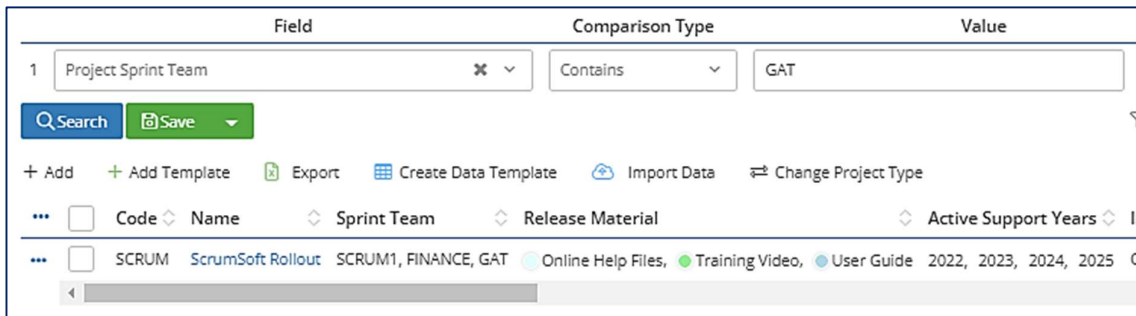 Field Comparison Type Value
1 Project Sprint Team Contains GAT
Search Save
Add Add Template Export Create Data Template Import Data Change Project Type
Code Name Sprint Team Release Material Active Support Years
SCRUM ScrumSoft Rollout SCRUM1, FINANCE, GAT Online Help Files, Training Video, User Guide 2022, 2023, 2024, 2025